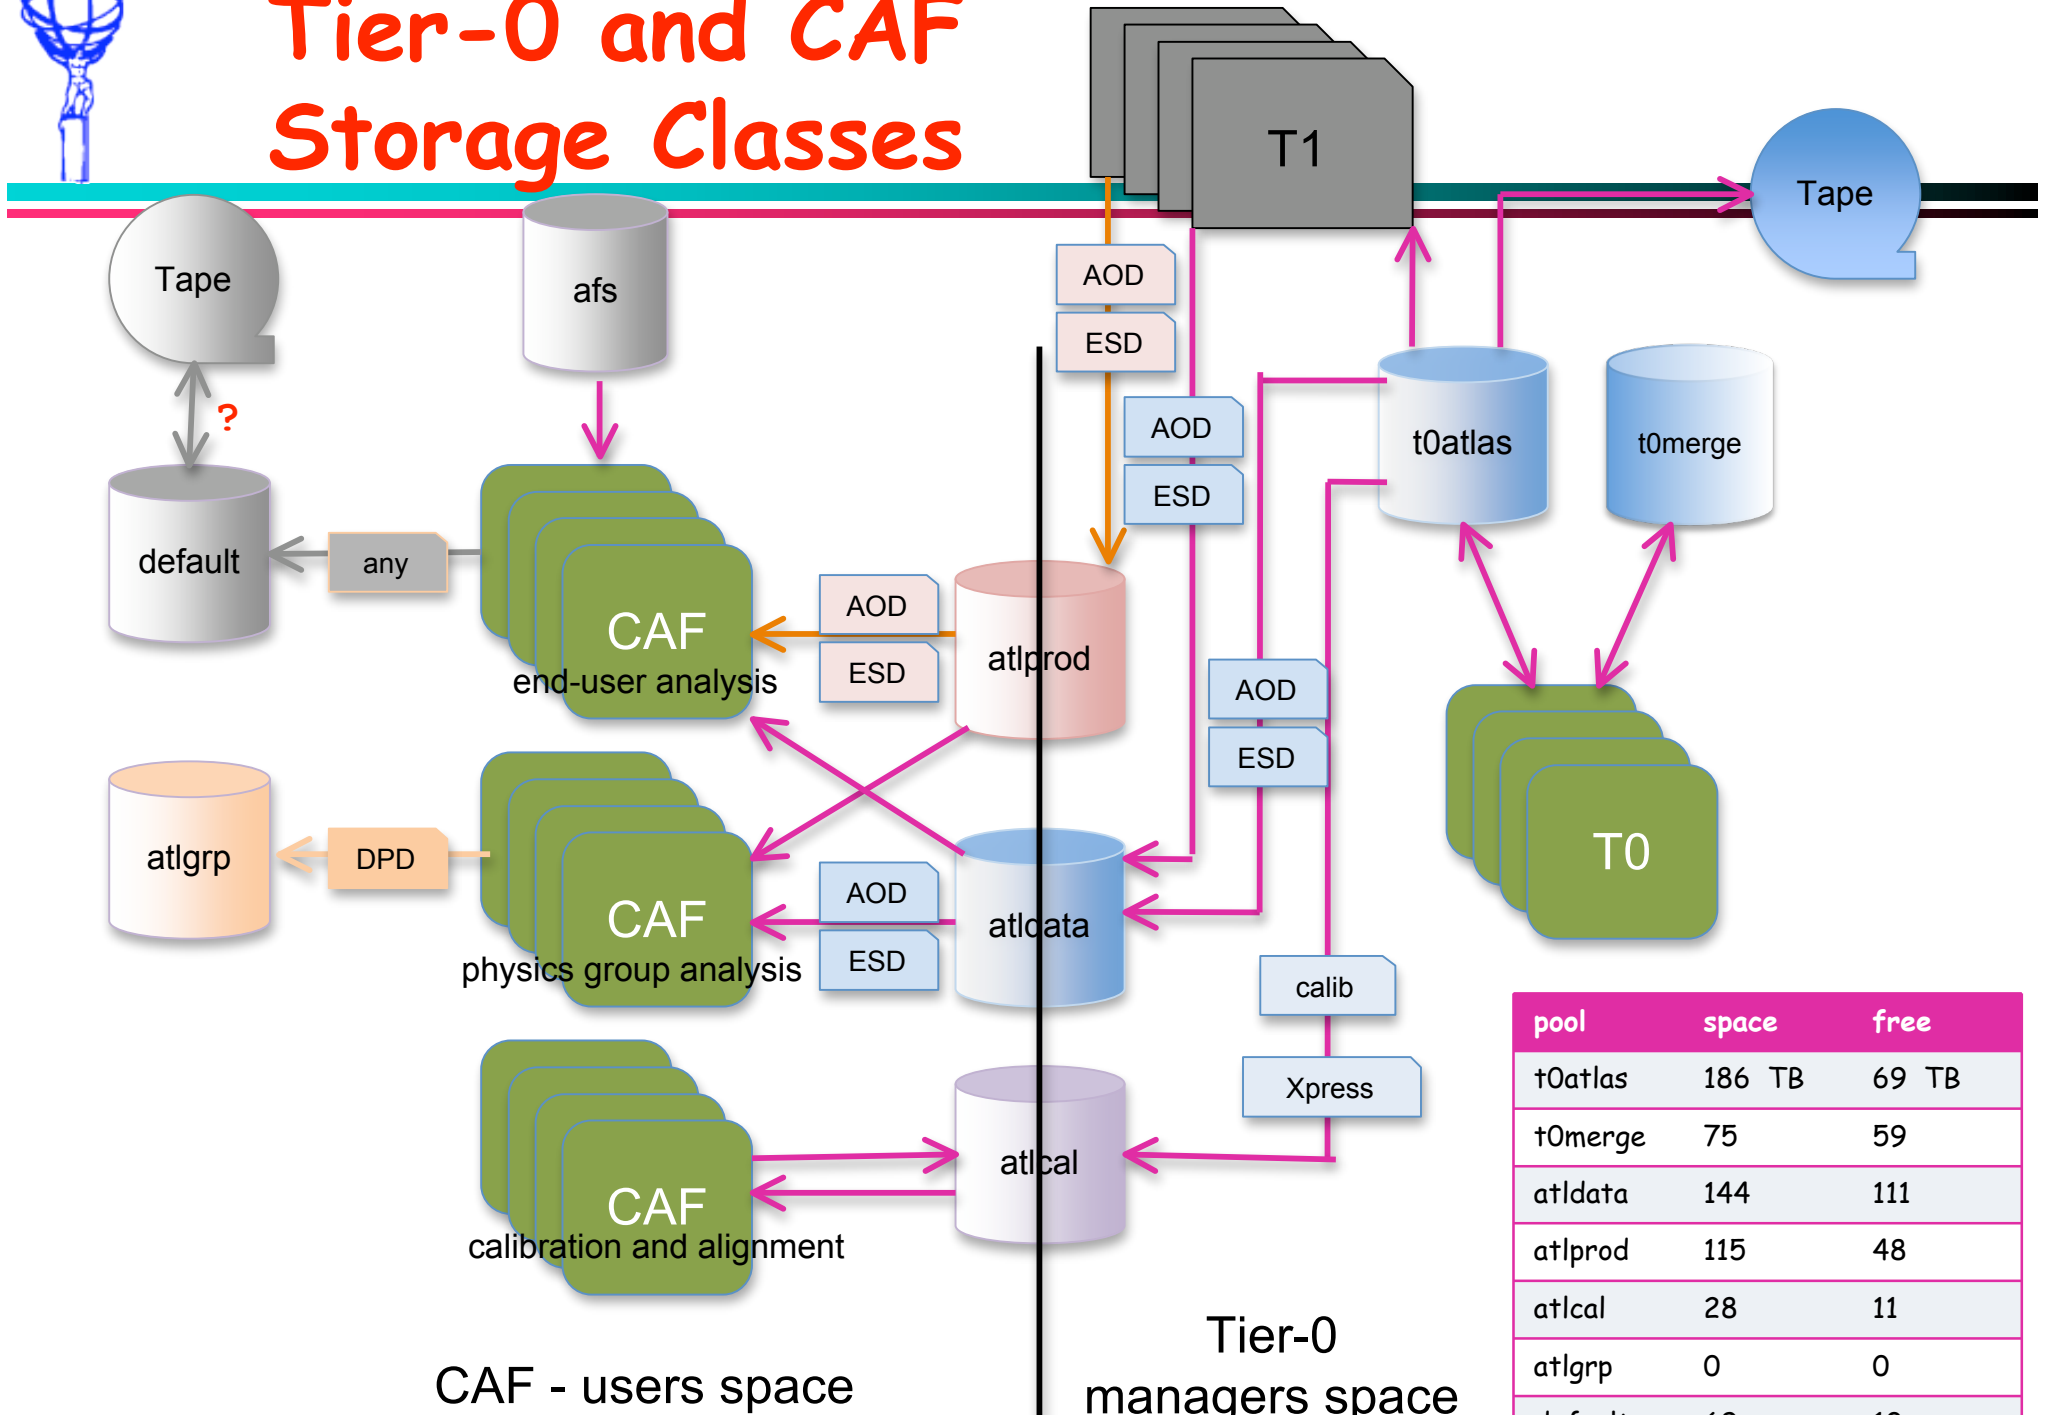 Tier-0 and CAF
Storage Classes
T1
Tape
Tape
afs
AOD
ESD
?
AOD
ESD
t0atlas
t0merge
default
any
CAF
end-user analysis
AOD
ESD
atlprod
AOD
ESD
T0
atlgrp
DPD
CAF
physics group analysis
AOD
ESD
atldata
calib
Xpress
CAF
calibration and alignment
atlcal
pool space free
t0atlas 186 TB 69 TB
t0merge 75 59
atldata 144 111
atlprod 115 48
atlcal 28 11
atlgrp 0 0
Tier-0
managers space
CAF - users space